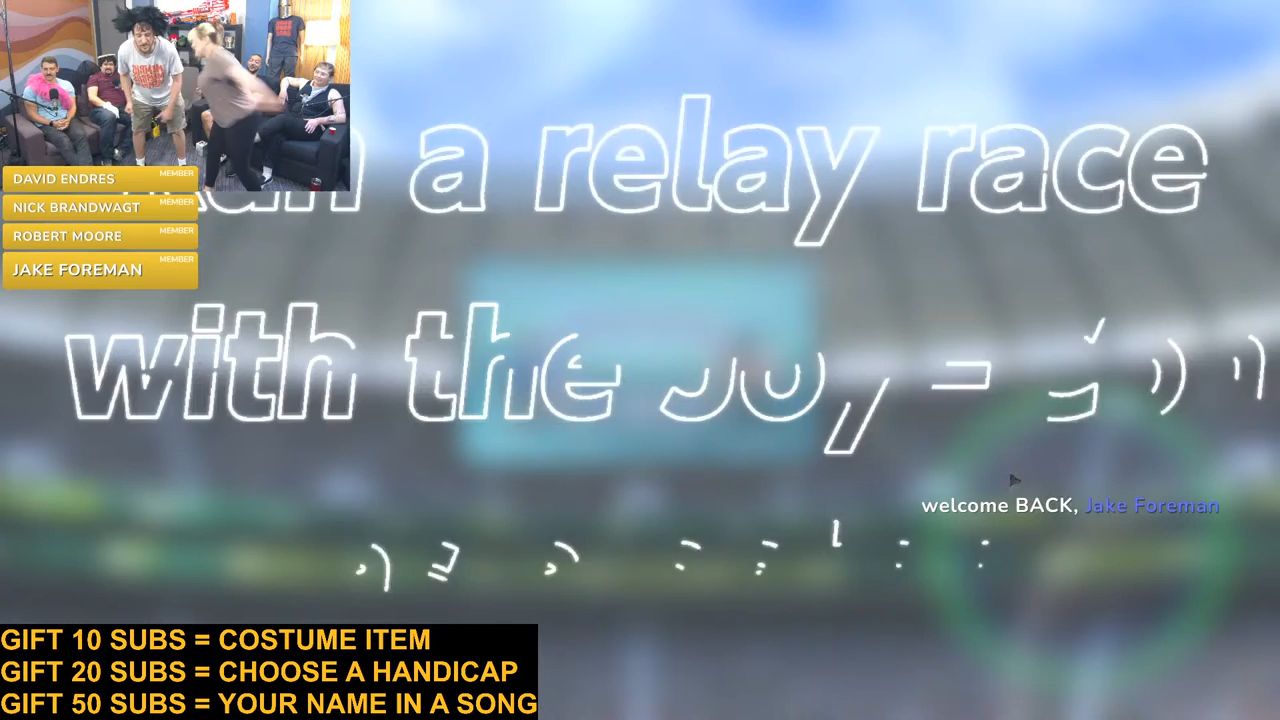 a relay race
with the Joy-
DAVID ENDRES MEMBER
NICK BRANDWAGT MEMBER
ROBERT MOORE MEMBER
JAKE FOREMAN MEMBER
welcome BACK, Jake Foreman
GIFT 10 SUBS = COSTUME ITEM
GIFT 20 SUBS = CHOOSE A HANDICAP
GIFT 50 SUBS = YOUR NAME IN A SONG